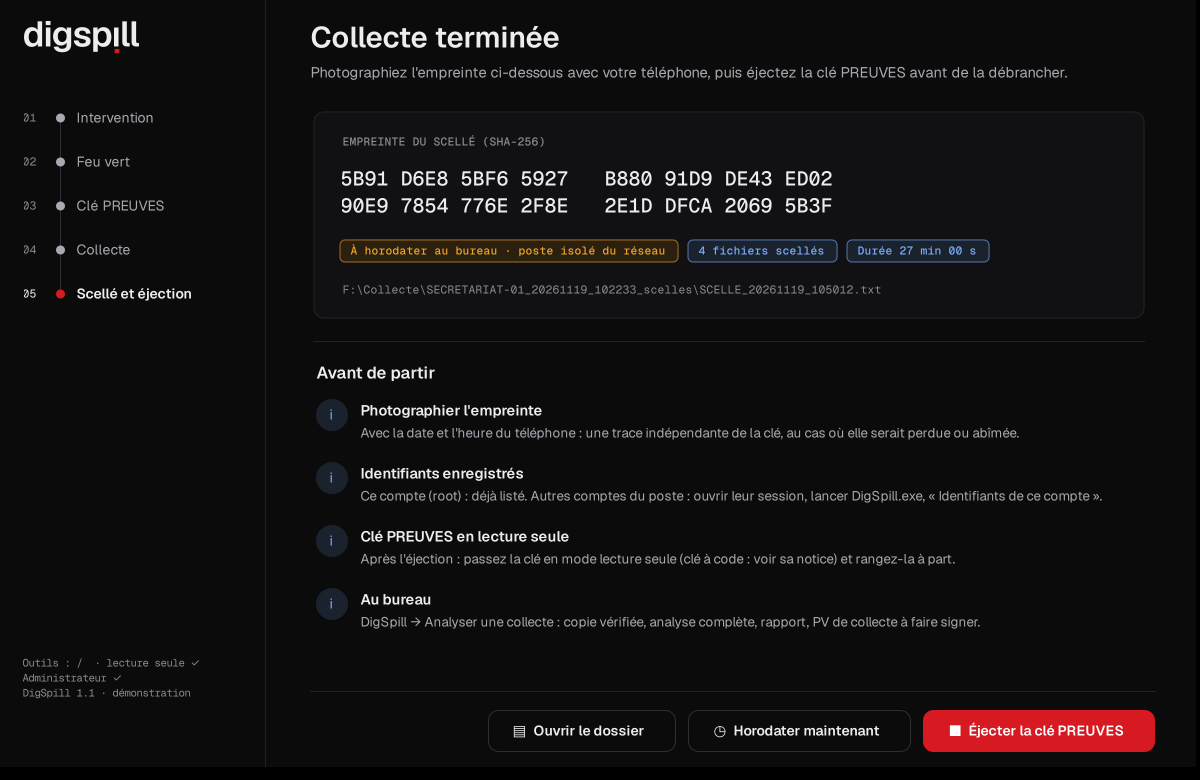 digspill
01 Intervention
02 Feu vert
03 Clé PREUVES
04 Collecte
05 Scellé et éjection
Outils : / · lecture seule ✓
Administrateur ✓
DigSpill 1.1 · démonstration
Collecte terminée
Photographiez l'empreinte ci-dessous avec votre téléphone, puis éjectez la clé PREUVES avant de la débrancher.
EMPREINTE DU SCELLÉ (SHA-256)
5B91 D6E8 5BF6 5927 B880 91D9 DE43 ED02
90E9 7854 776E 2F8E 2E1D DFCA 2069 5B3F
À horodater au bureau · poste isolé du réseau 4 fichiers scellés Durée 27 min 00 s
F:\Collecte\SECRETARIAT-01_20261119_102233_scelles\SCELLE_20261119_105012.txt
Avant de partir
i Photographier l'empreinte
Avec la date et l'heure du téléphone : une trace indépendante de la clé, au cas où elle serait perdue ou abîmée.
i Identifiants enregistrés
Ce compte (root) : déjà listé. Autres comptes du poste : ouvrir leur session, lancer DigSpill.exe, « Identifiants de ce compte ».
i Clé PREUVES en lecture seule
Après l'éjection : passez la clé en mode lecture seule (clé à code : voir sa notice) et rangez-la à part.
i Au bureau
DigSpill → Analyser une collecte : copie vérifiée, analyse complète, rapport, PV de collecte à faire signer.
▤ Ouvrir le dossier ◷ Horodater maintenant ■ Éjecter la clé PREUVES